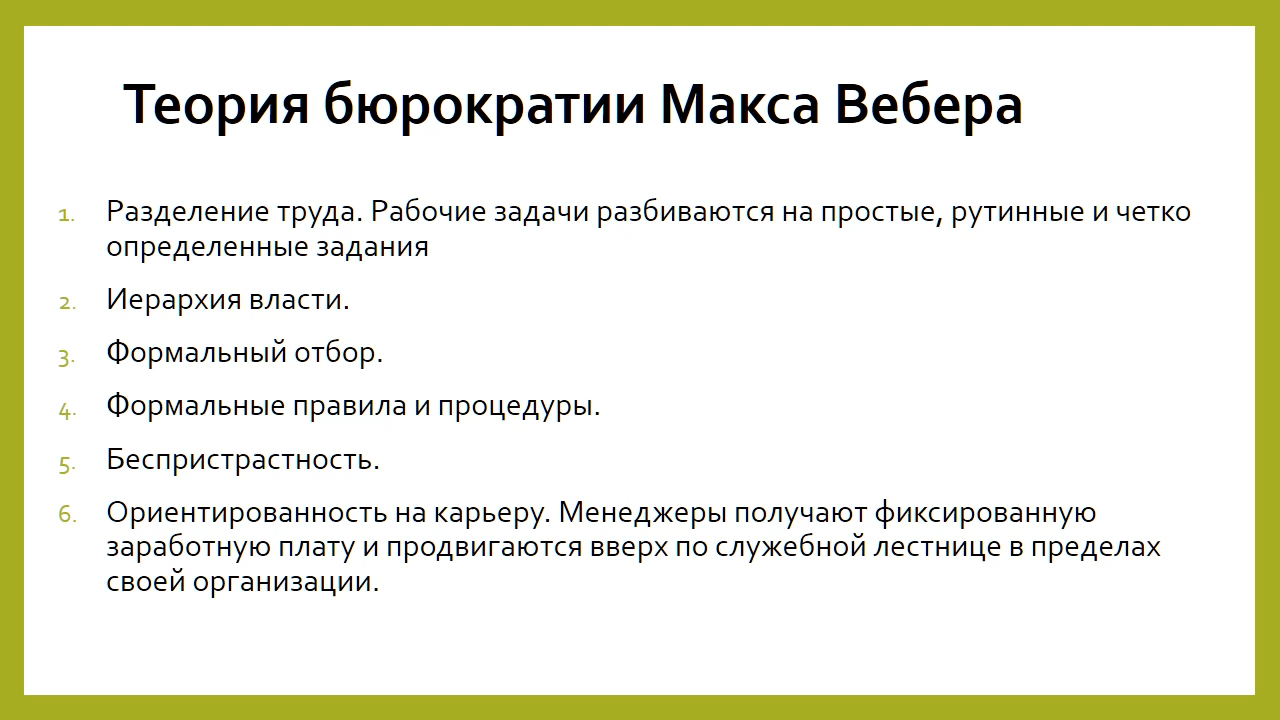 Теория бюрократии Макса Вебера
1. Разделение труда. Рабочие задачи разбиваются на простые, рутинные и четко
определенные задания
2. Иерархия власти.
3. Формальный отбор.
4. Формальные правила и процедуры.
5. Беспристрастность.
6. Ориентированность на карьеру. Менеджеры получают фиксированную
заработную плату и продвигаются вверх по служебной лестнице в пределах
своей организации.